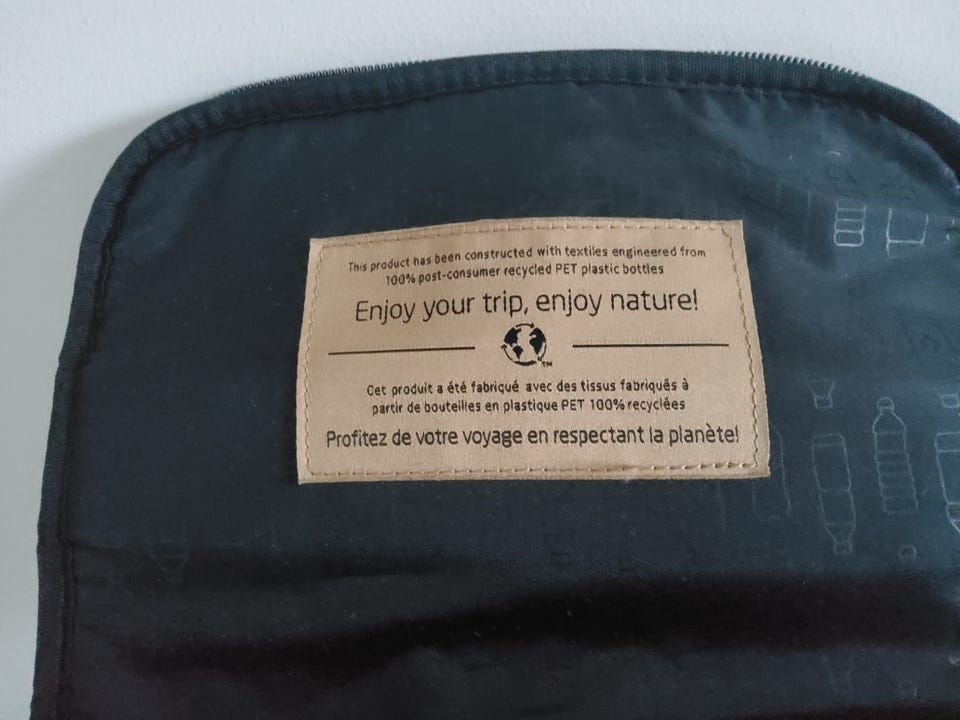 This product has been constructed with textiles engineered from
100% post-consumer recycled PET plastic bottles
Enjoy your trip, enjoy nature!
TM
Cet produit a été fabriqué avec des tissus fabriqués à
partir de bouteilles en plastique PET 100% recyclées
Profitez de votre voyage en respectant la planète!